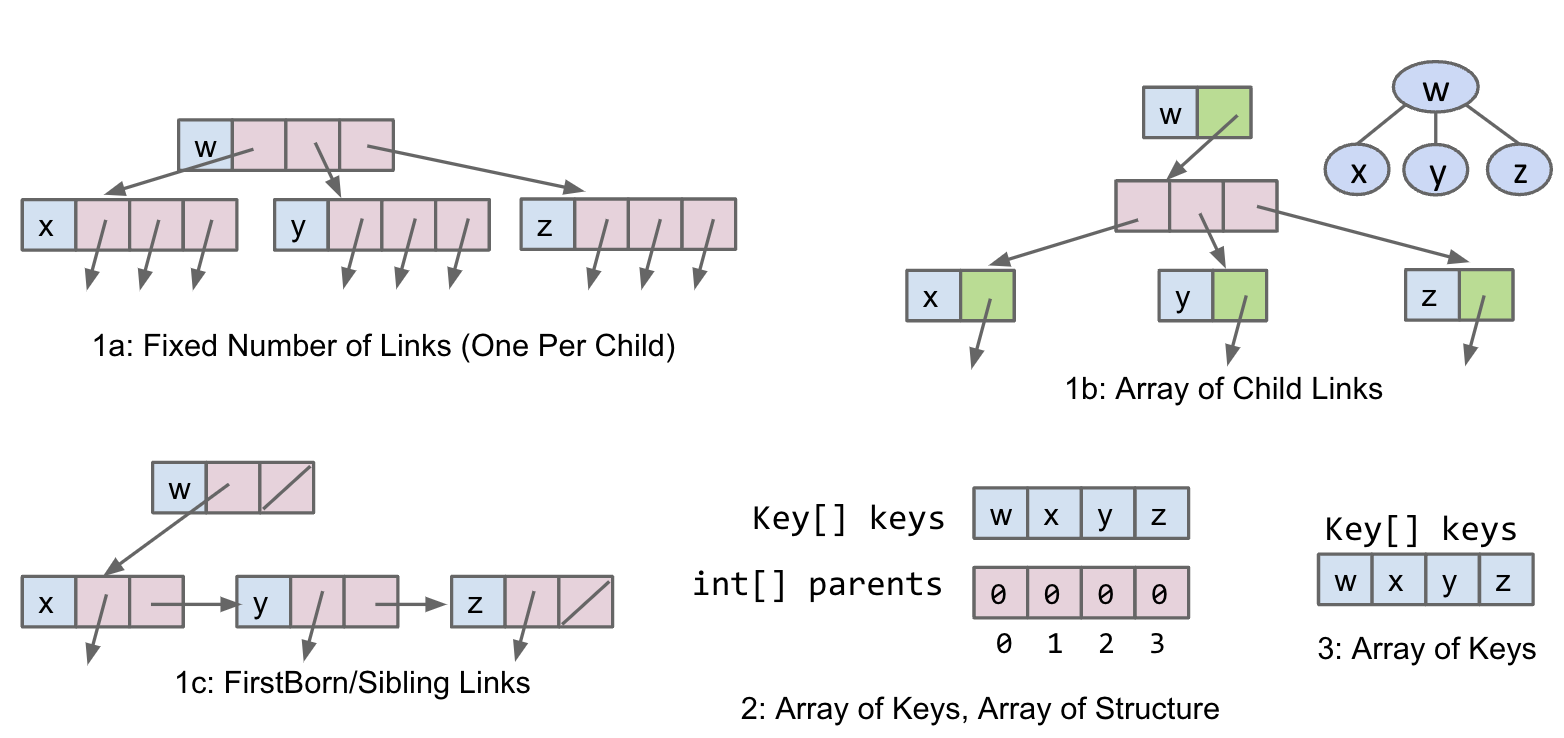 w
x
y
z
1a: Fixed Number of Links (One Per Child)
w
x
y
z
1b: Array of Child Links
w
x
y
z
w
x
y
z
1c: FirstBorn/Sibling Links
Key[] keys
w x y z
int[] parents
0 0 0 0
0 1 2 3
2: Array of Keys, Array of Structure
Key[] keys
w x y z
3: Array of Keys